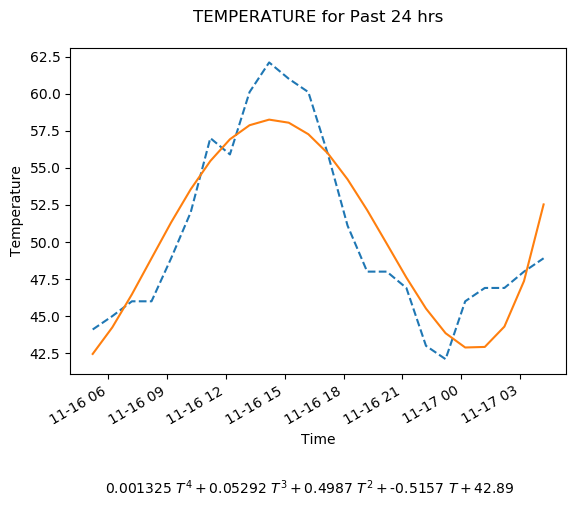 TEMPERATURE for Past 24 hrs
62.5
60.0
57.5
55.0
52.5
50.0
47.5
45.0
42.5
Temperature
11-16 06 11-16 09 11-16 12 11-16 15 11-16 18 11-16 21 11-17 00 11-17 03
Time
0.001325 T⁴ + 0.05292 T³ + 0.4987 T² + -0.5157 T + 42.89